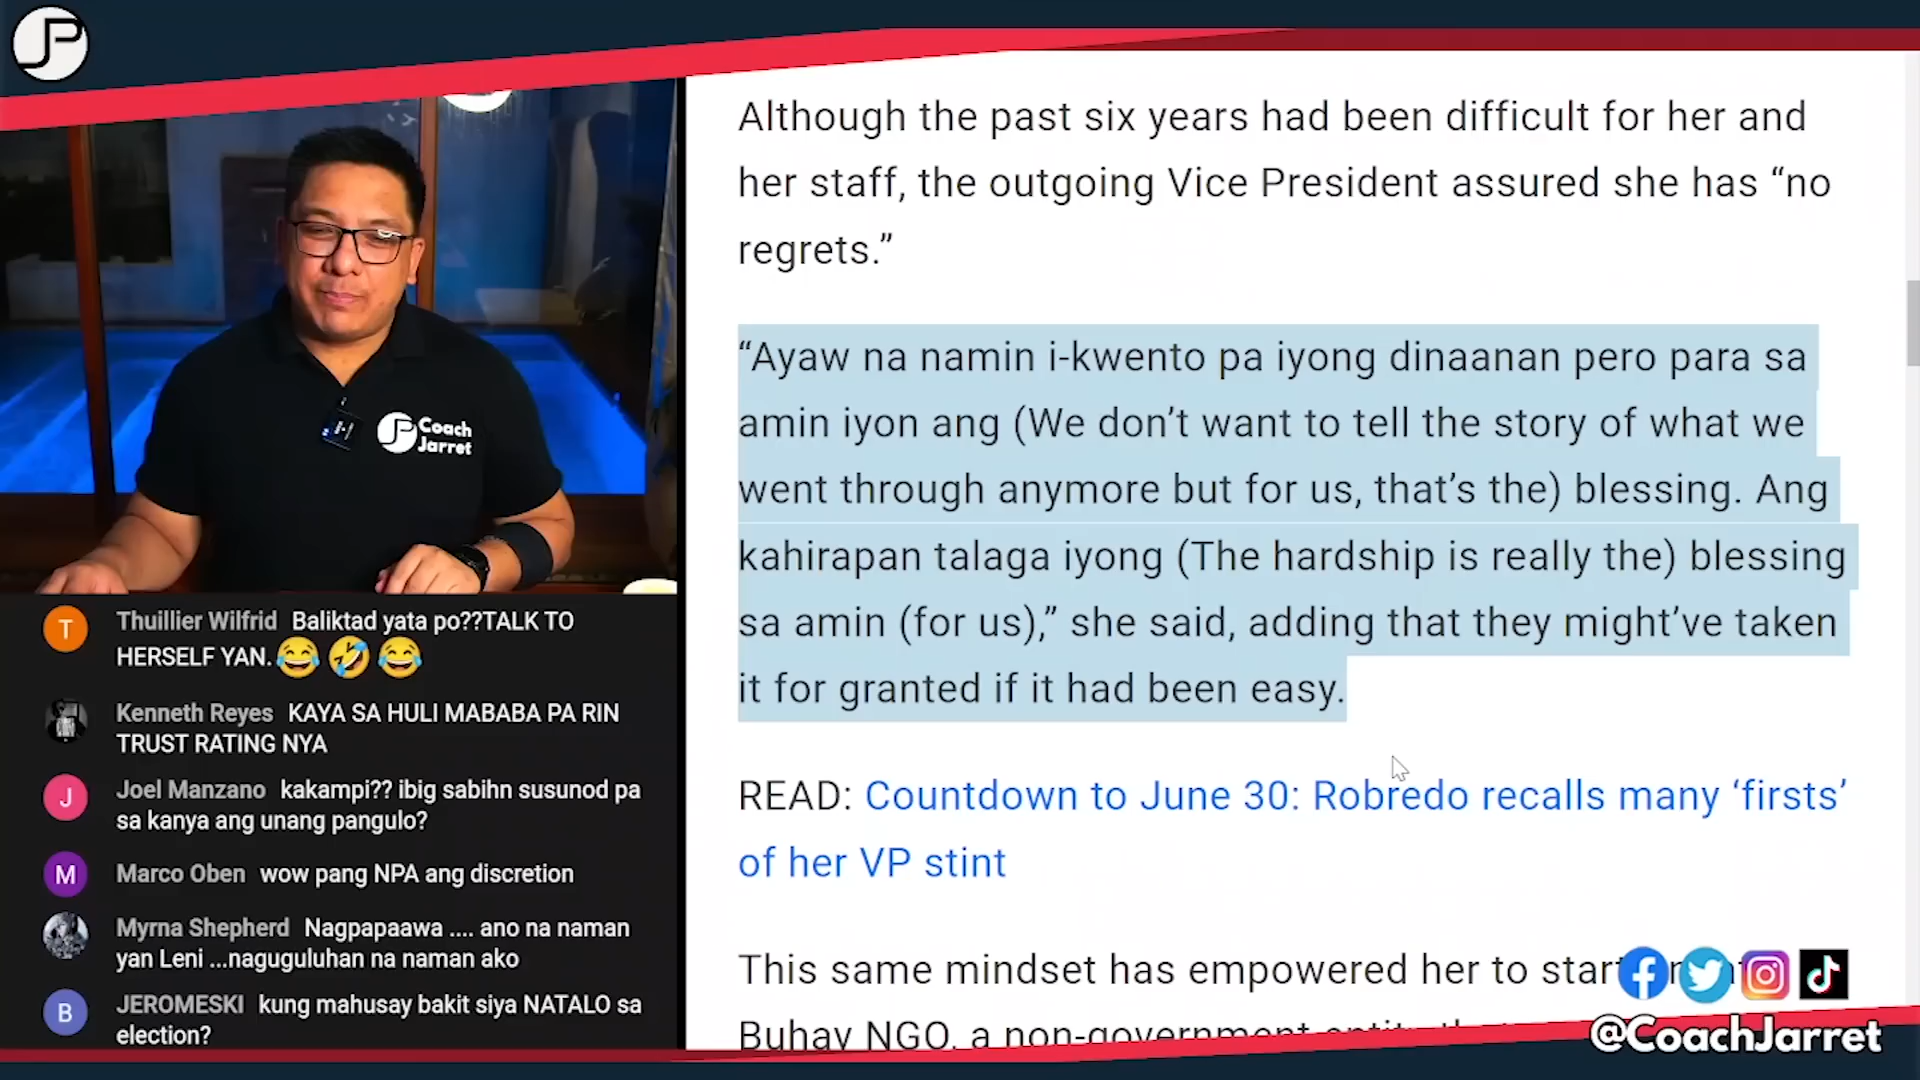 JP
Although the past six years had been difficult for her and
her staff, the outgoing Vice President assured she has “no
regrets.”
“Ayaw na namin i-kwento pa iyong dinaanan pero para sa
amin iyon ang (We don’t want to tell the story of what we
went through anymore but for us, that’s the) blessing. Ang
kahirapan talaga iyong (The hardship is really the) blessing
sa amin (for us),” she said, adding that they might’ve taken
it for granted if it had been easy.
READ: Countdown to June 30: Robredo recalls many ‘firsts’
of her VP stint
This same mindset has empowered her to start
Buhay NGO, a non-government entity
JP Coach
Jarret
T
Thuillier Wilfrid Baliktad yata po??TALK TO
HERSELF YAN.😂🤣😂
Kenneth Reyes KAYA SA HULI MABABA PA RIN
TRUST RATING NYA
J
Joel Manzano kakampi?? ibig sabihn susunod pa
sa kanya ang unang pangulo?
M
Marco Oben wow pang NPA ang discretion
Myrna Shepherd Nagpapaawa .... ano na naman
yan Leni ...naguguluhan na naman ako
B
JEROMESKI kung mahusay bakit siya NATALO sa
election?
@CoachJarret